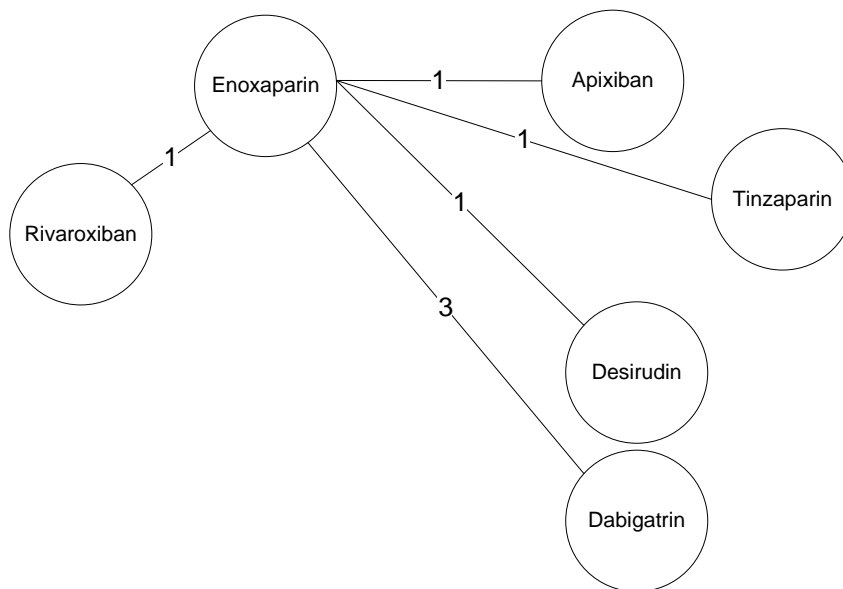 Enoxaparin
1
Apixiban
1
Tinzaparin
1
Rivaroxiban
1
3
Desirudin
Dabigatrin